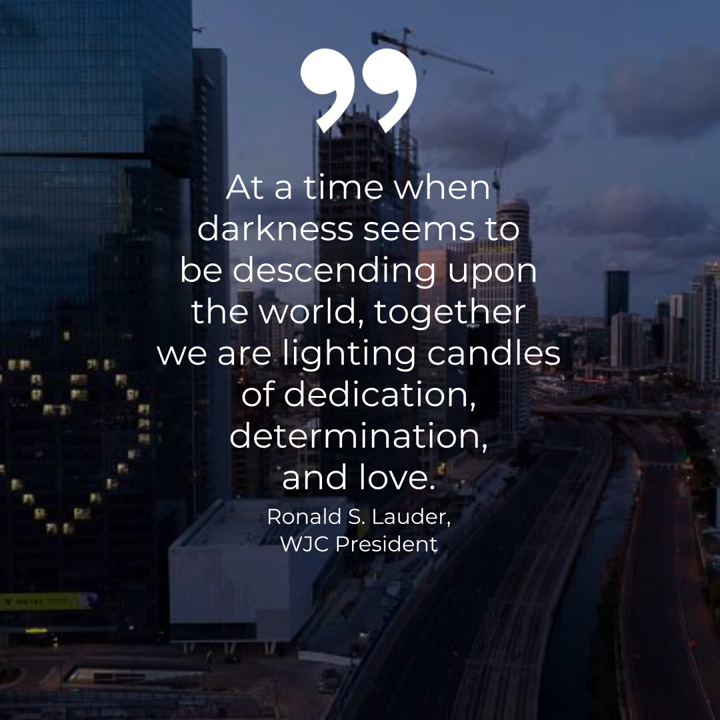 ”
At a time when
darkness seems to
be descending upon
the world, together
we are lighting candles
of dedication,
determination,
and love.
Ronald S. Lauder,
WJC President